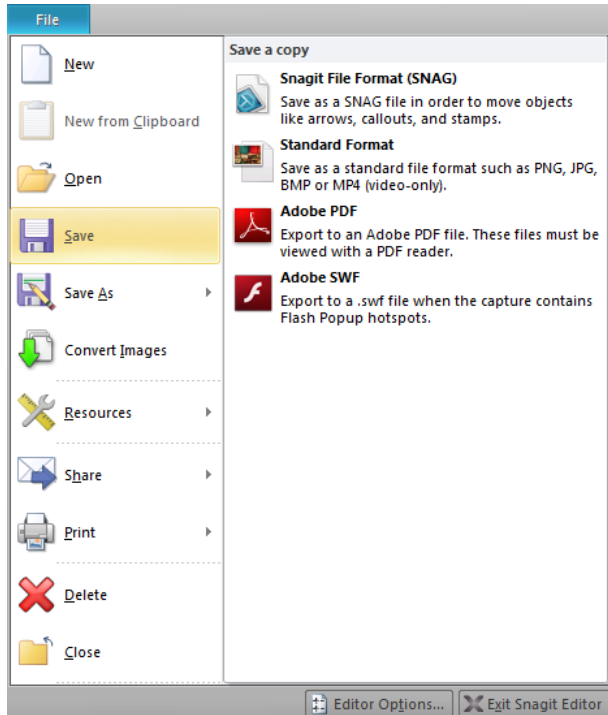 File
New
New from Clipboard
Open
Save
Save As
Convert Images
Resources
Share
Print
Delete
Close
Save a copy
Snagit File Format (SNAG)
Save as a SNAG file in order to move objects
like arrows, callouts, and stamps.
Standard Format
Save as a standard file format such as PNG, JPG,
BMP or MP4 (video-only).
Adobe PDF
Export to an Adobe PDF file. These files must be
viewed with a PDF reader.
Adobe SWF
Export to a .swf file when the capture contains
Flash Popup hotspots.
Editor Options...
Exit Snagit Editor